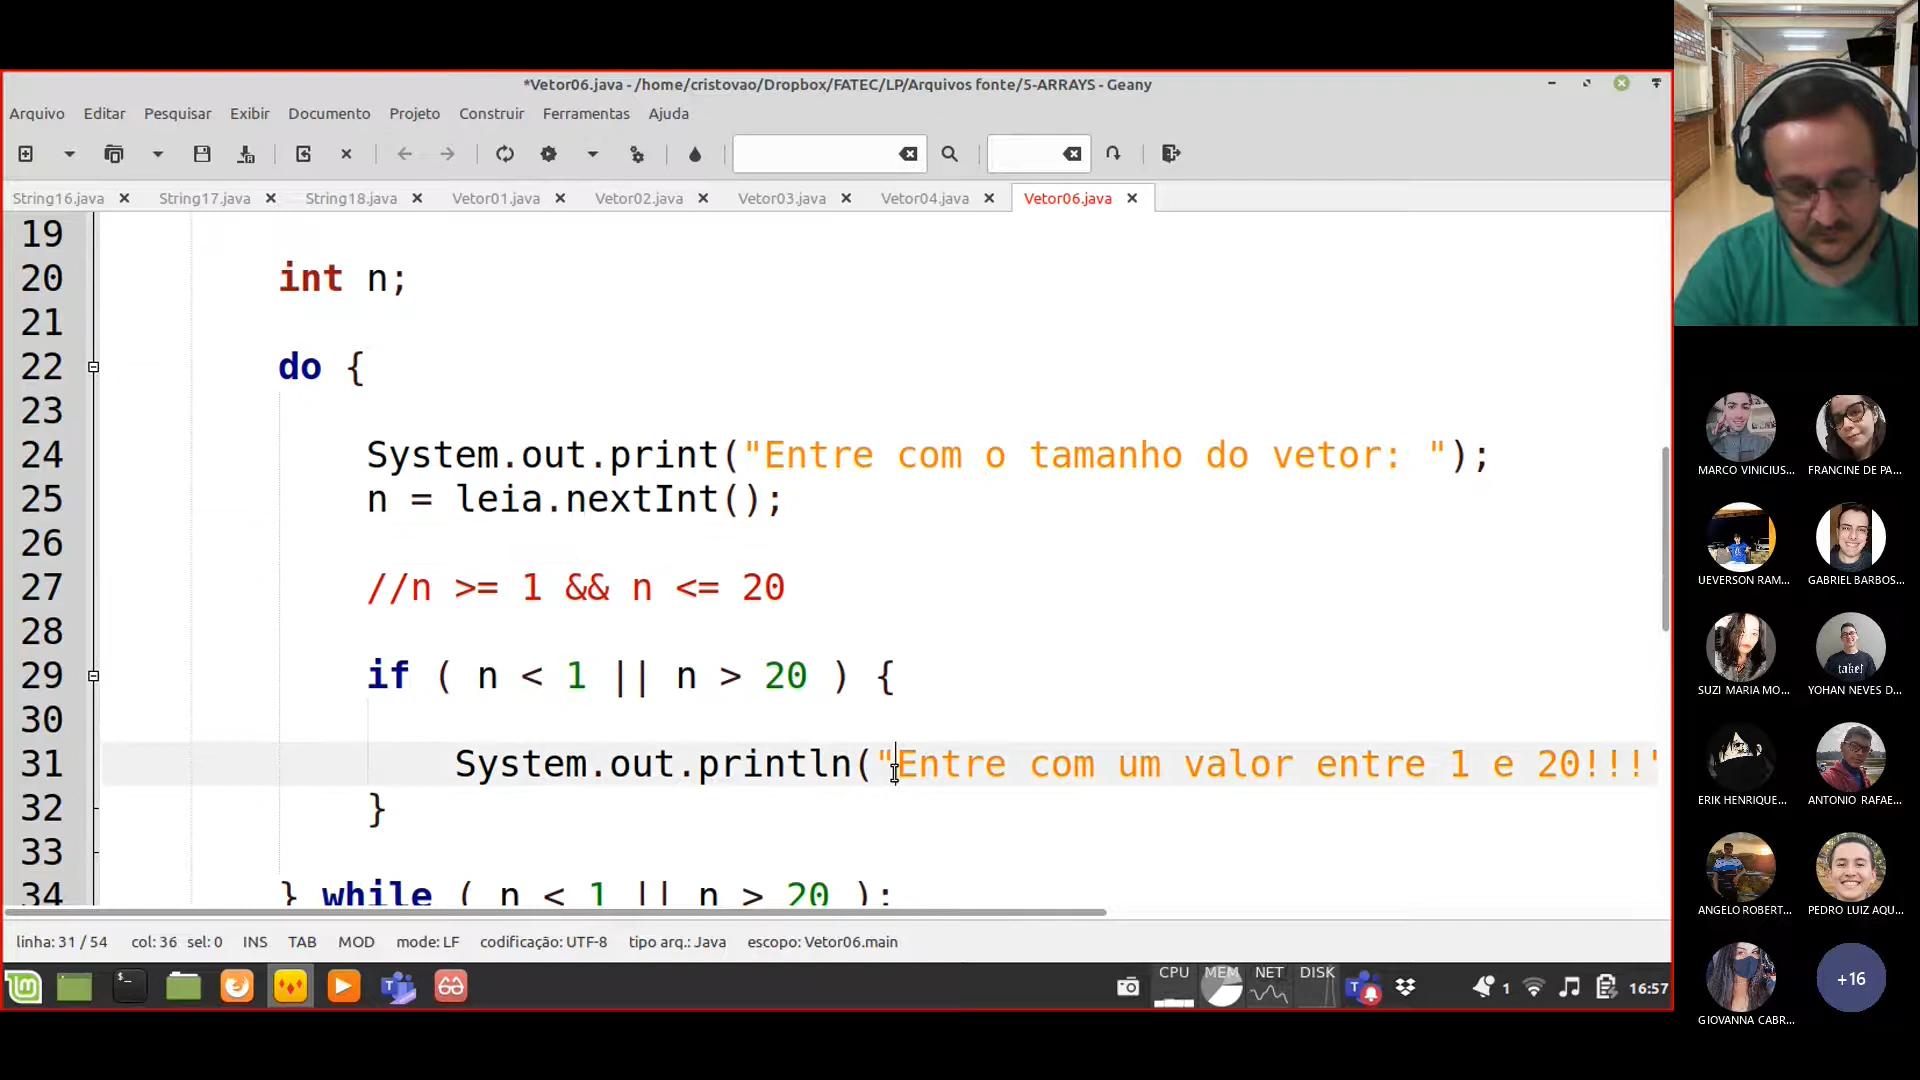 *Vetor06.java - /home/cristovao/Dropbox/FATEC/LP/Arquivos fonte/5-ARRAYS - Geany
Arquivo Editar Pesquisar Exibir Documento Projeto Construir Ferramentas Ajuda
String16.java String17.java String18.java Vetor01.java Vetor02.java Vetor03.java Vetor04.java Vetor06.java
19
20 int n;
21
22 do {
23
24 System.out.print("Entre com o tamanho do vetor: ");
25 n = leia.nextInt();
26
27 //n >= 1 && n <= 20
28
29 if ( n < 1 || n > 20 ) {
30
31 System.out.println("Entre com um valor entre 1 e 20!!!"
32 }
33
34 } while ( n < 1 || n > 20 );
linha: 31 / 54 col: 36 sel: 0 INS TAB MOD mode: LF codificação: UTF-8 tipo arq.: Java escopo: Vetor06.main
CPU MEM NET DISK
1 16:57
MARCO VINICIUS... FRANCINE DE PA...
UEVERSON RAM... GABRIEL BARBOS...
SUZI MARIA MO... YOHAN NEVES D...
ERIK HENRIQUE... ANTONIO RAFAE...
ANGELO ROBERT... PEDRO LUIZ AQU...
GIOVANNA CABR... +16